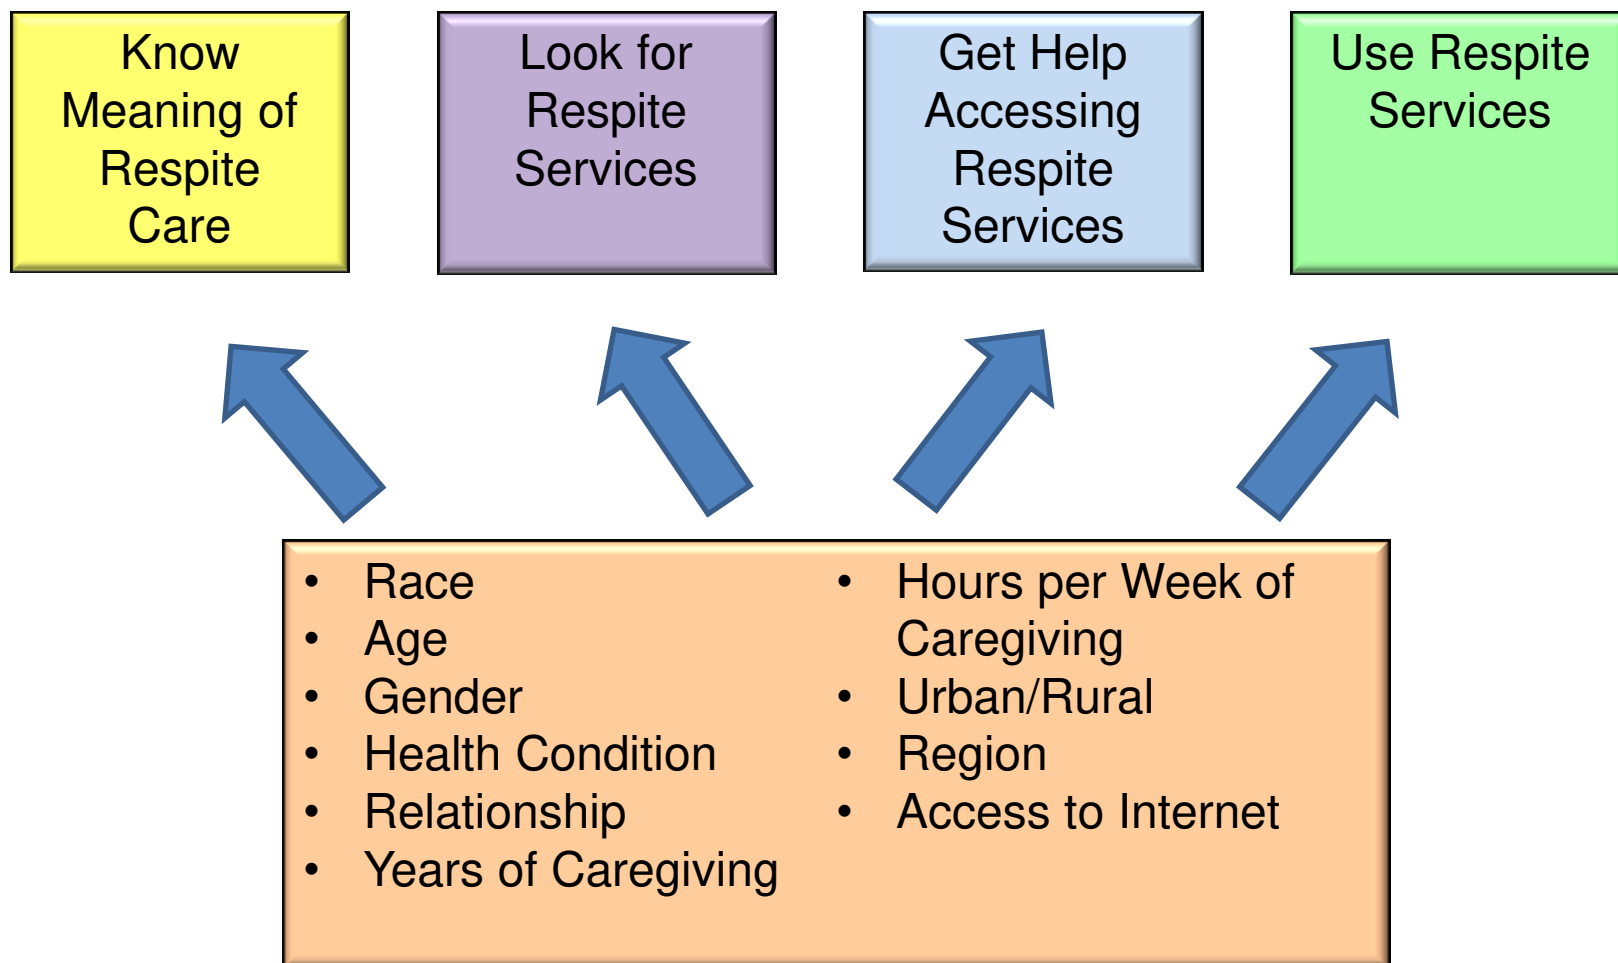 Know
Meaning of
Respite
Care
Look for
Respite
Services
Get Help
Accessing
Respite
Services
Use Respite
Services
• Race
• Age
• Gender
• Health Condition
• Relationship
• Years of Caregiving
• Hours per Week of
Caregiving
• Urban/Rural
• Region
• Access to Internet